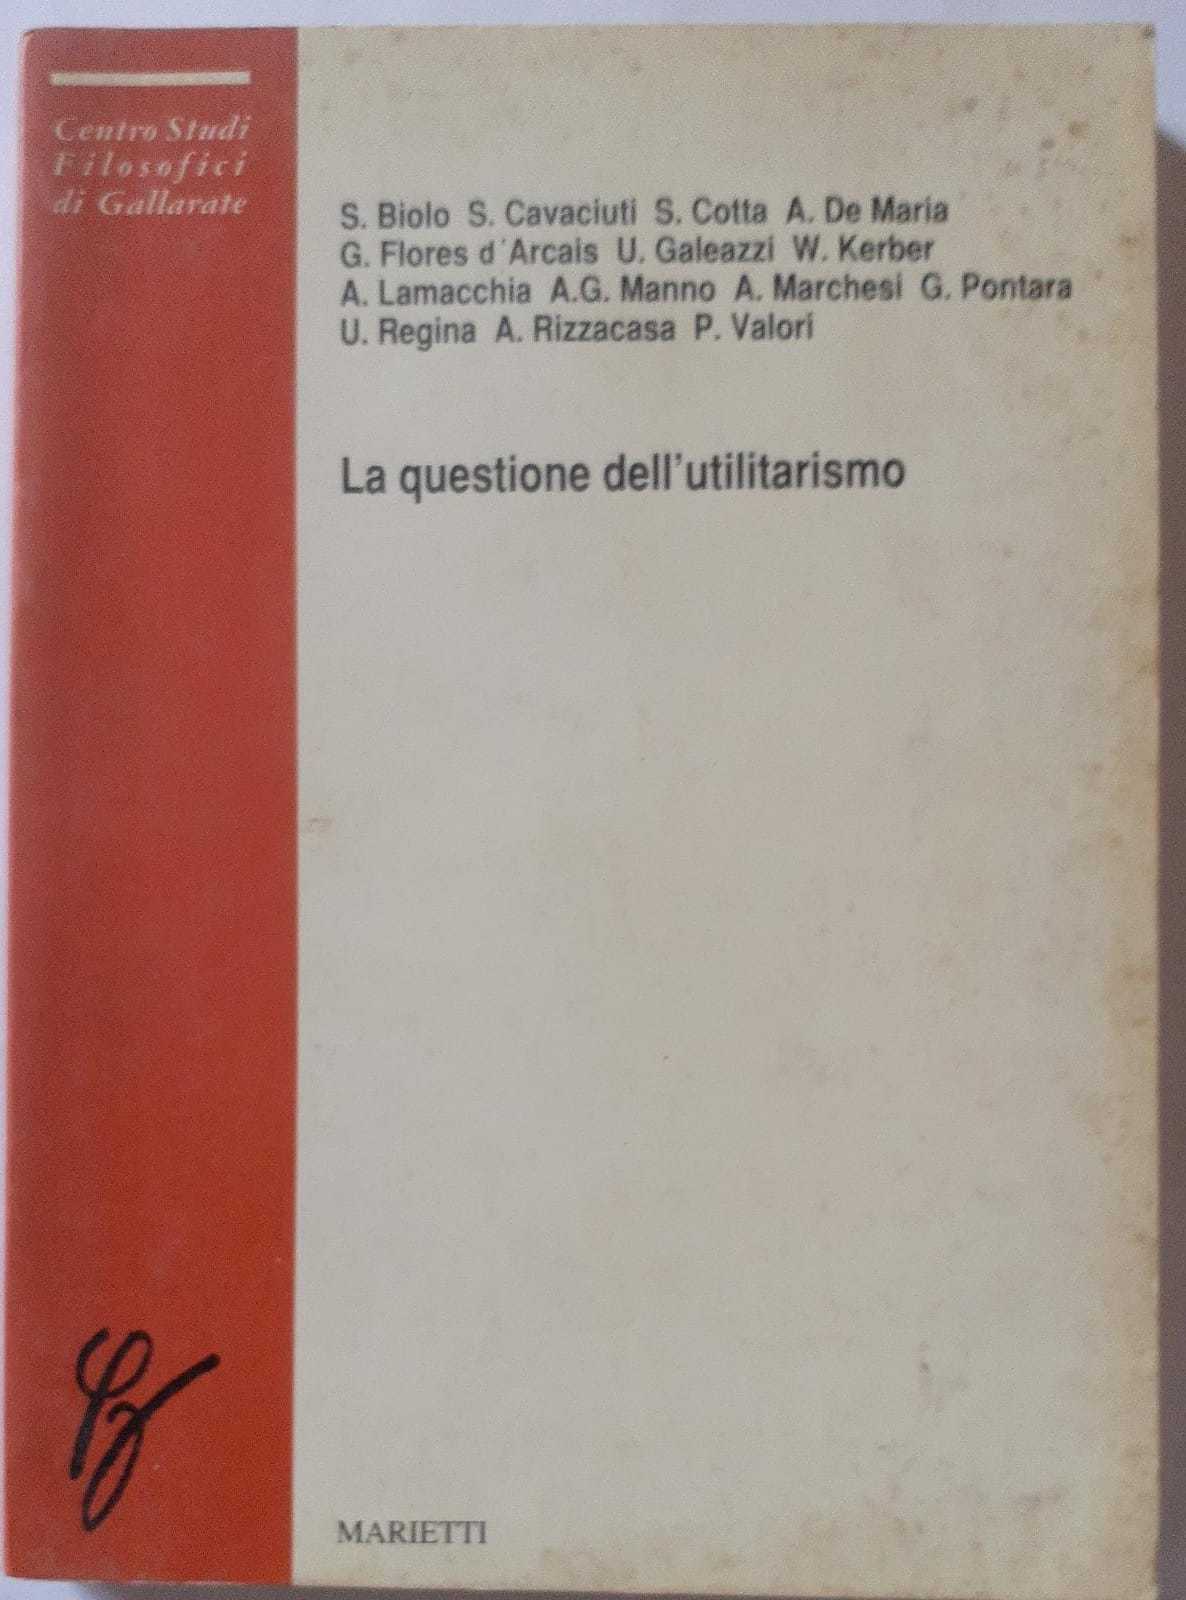 Centro Studi
Filosofici
di Gallarate
S. Biolo S. Cavaciuti S. Cotta A. De Maria
G. Flores d'Arcais U. Galeazzi W. Kerber
A. Lamacchia A.G. Manno A. Marchesi G. Pontara
U. Regina A. Rizzacasa P. Valori
La questione dell'utilitarismo
MARIETTI